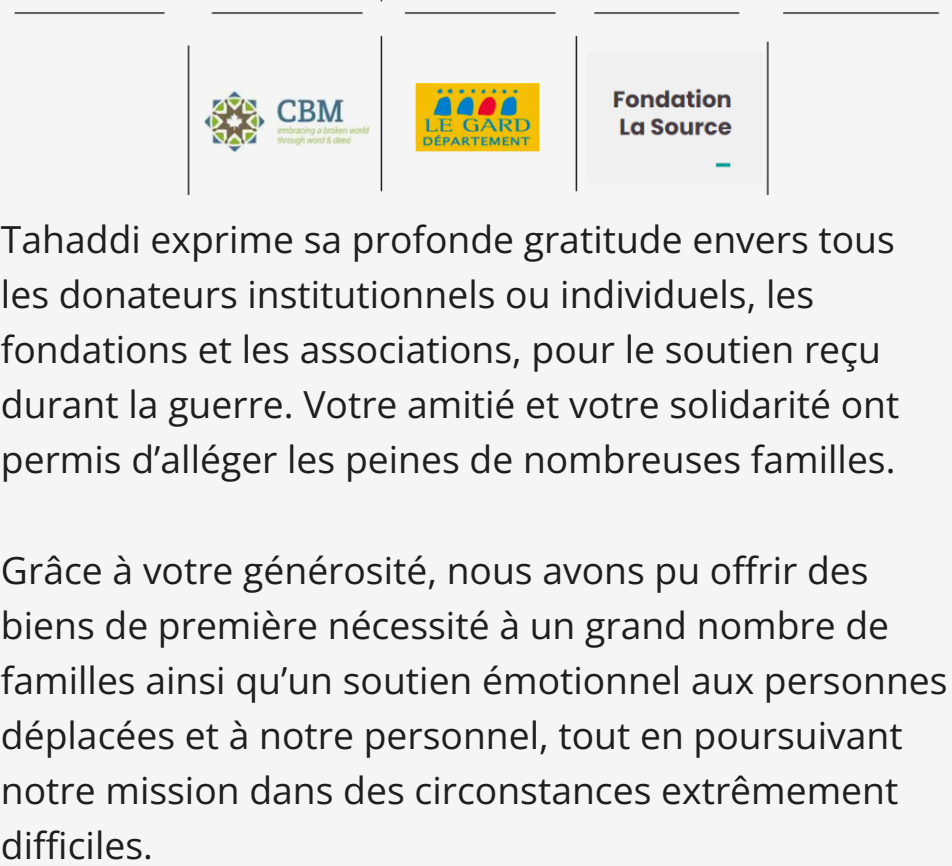 CBM
embracing a broken world
through word & deed
LE GARD
DÉPARTEMENT
Fondation
La Source
Tahaddi exprime sa profonde gratitude envers tous
les donateurs institutionnels ou individuels, les
fondations et les associations, pour le soutien reçu
durant la guerre. Votre amitié et votre solidarité ont
permis d’alléger les peines de nombreuses familles.
Grâce à votre générosité, nous avons pu offrir des
biens de première nécessité à un grand nombre de
familles ainsi qu’un soutien émotionnel aux personnes
déplacées et à notre personnel, tout en poursuivant
notre mission dans des circonstances extrêmement
difficiles.